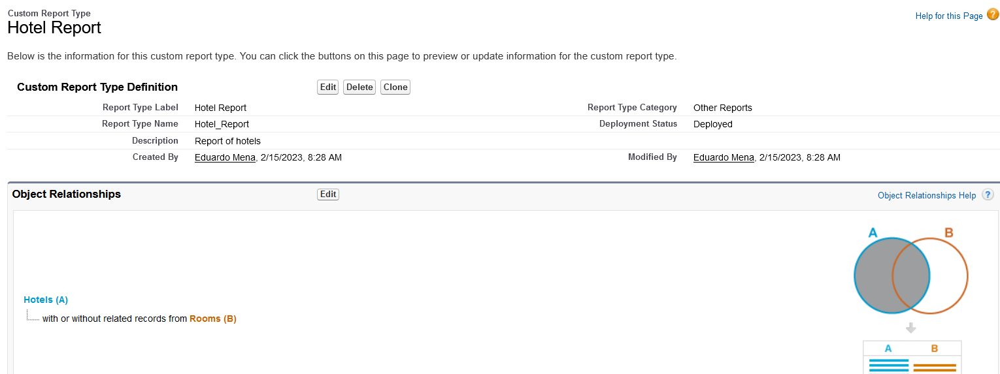 Custom Report Type
Hotel Report
Help for this Page ?
Below is the information for this custom report type. You can click the buttons on this page to preview or update information for the custom report type.
Custom Report Type Definition Edit Delete Clone
Report Type Label Hotel Report Report Type Category Other Reports
Report Type Name Hotel_Report Deployment Status Deployed
Description Report of hotels
Created By Eduardo Mena, 2/15/2023, 8:28 AM Modified By Eduardo Mena, 2/15/2023, 8:28 AM
Object Relationships Edit Object Relationships Help ?
A B
Hotels (A)
with or without related records from Rooms (B)
A B